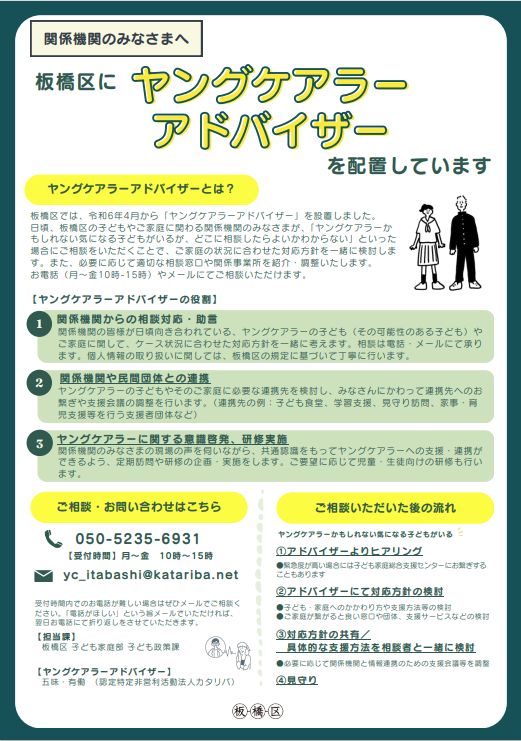 関係機関のみなさまへ
板橋区に
ヤングケアラー
アドバイザー
を配置しています
ヤングケアラーアドバイザーとは？
板橋区では、令和6年4月から「ヤングケアラーアドバイザー」を設置しました。
日頃、板橋区の子どもやご家庭に関わる関係機関のみなさまが、「ヤングケアラーか
もしれない気になる子どもがいるが、どこに相談したらよいかわからない」といった
場合にご相談をいただくことで、ご家庭の状況に合わせた対応方針を一緒に検討しま
す。また、必要に応じて適切な相談窓口や関係事業所を紹介・調整いたします。
お電話（月〜金10時-15時）やメールにてご相談いただけます。
【ヤングケアラーアドバイザーの役割】
1
関係機関からの相談対応・助言
関係機関の皆様が日頃向き合われている、ヤングケアラーの子ども（その可能性のある子ども）や
ご家庭に関して、ケース状況に合わせた対応方針を一緒に考えます。相談は電話・メールにて承り
ます。個人情報の取り扱いに関しては、板橋区の規定に基づいて丁寧に行います。
2
関係機関や民間団体との連携
ヤングケアラーの子どもやそのご家庭に必要な連携先を検討し、みなさんにかわって連携先へのお
繋ぎや支援の調整を行います。（連携先の例：子ども食堂、学習支援、見守り訪問、家事・育
児支援等を行う支援者団体など）
3
ヤングケアラーに関する意識啓発、研修実施
関係機関のみなさまの現場の声を伺いながら、共通認識をもってヤングケアラーへの支援・連携が
できるよう、定期訪問や研修の企画・実施をします。ご要望に応じて児童・生徒向けの研修も行い
ます。
ご相談・お問い合わせはこちら
050-5235-6931
【受付時間】月〜金　10時〜15時
yc_itabashi@katariba.net
受付時間内でのお電話が難しい場合はぜひメールでご相談く
ださい。「電話がほしい」という旨メールでいただければ、
翌日お電話にて折り返しをさせていただきます。
【担当課】
板橋区 子ども家庭部 子ども政策課
【ヤングケアラーアドバイザー】
五味・有働　（認定特定非営利活動法人カタリバ）
ご相談いただいた後の流れ
ヤングケアラーかもしれない気になる子どもがいる
①アドバイザーよりヒアリング
●緊急度が高い場合には子ども家庭総合支援センターにお繋ぎする
こともあります
②アドバイザーにて対応方針の検討
●子ども・家庭へのかかわり方や支援方法等の検討
●ご家庭が繋がると良い窓口や団体、支援サービスなどの検討
③対応方針の共有／
具体的な支援方法を相談者と一緒に検討
●必要に応じて関係機関と情報連携のための支援会議等を調整
④見守り
板橋区